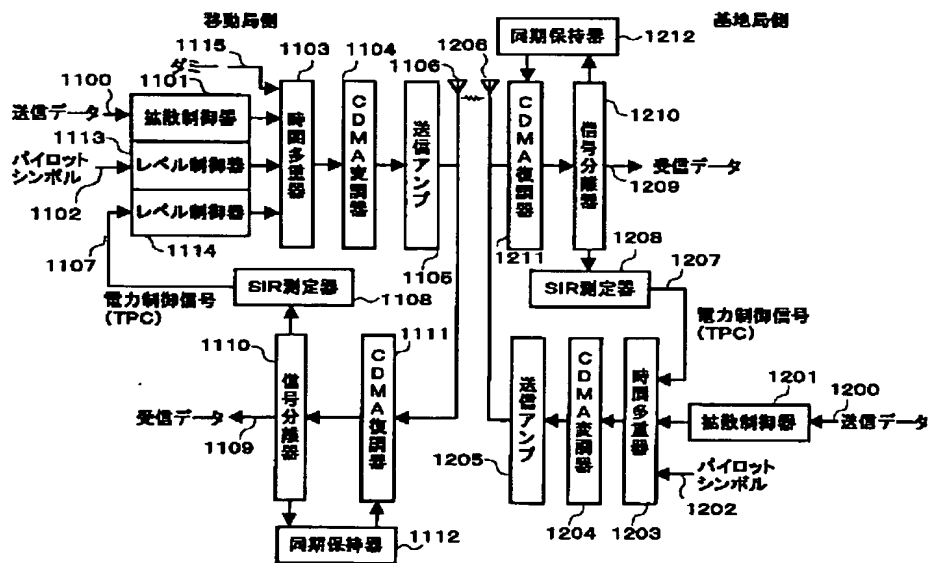 移動局側
基地局側
1115
1103
1104
1106
1206
同期保持器
1212
ダミー
1100
1101
送信データ
拡散制御器
1113
パイロット
シンボル
レベル制御器
1102
レベル制御器
1107
1114
時間多重器
CDMA変調器
送信アンプ
1105
CDMA復調器
1211
信号分離器
1210
受信データ
1209
1208
1207
SIR測定器
電力制御信号
(TPC)
SIR測定器
1108
電力制御信号
(TPC)
1110
1111
信号分離器
CDMA復調器
受信データ
1109
同期保持器
1112
送信アンプ
1205
CDMA変調器
1204
時間多重器
1203
1201
1200
拡散制御器
送信データ
パイロット
シンボル
1202